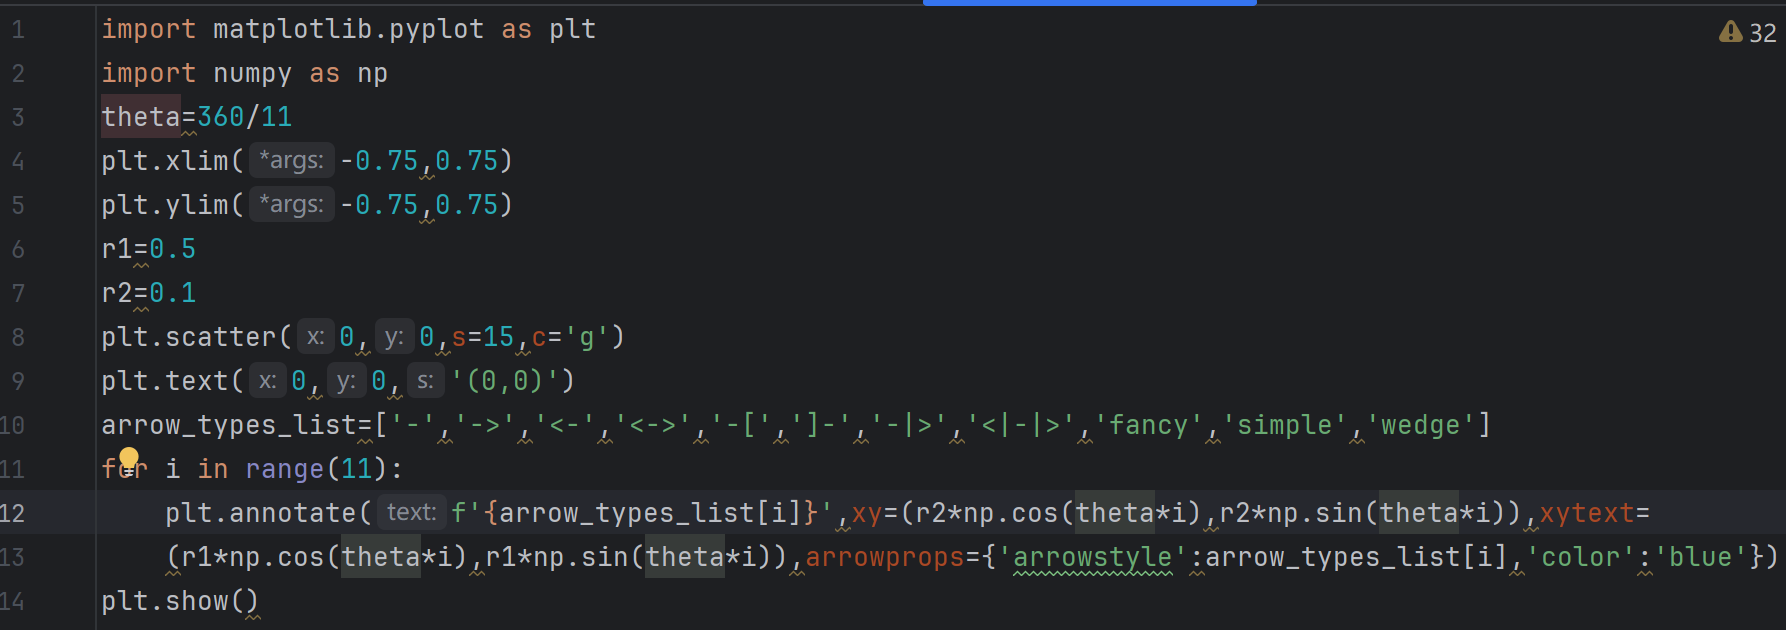 1 import matplotlib.pyplot as plt
32
2 import numpy as np
3 theta=360/11
4 plt.xlim( *args: -0.75,0.75)
5 plt.ylim( *args: -0.75,0.75)
6 r1=0.5
7 r2=0.1
8 plt.scatter( x: 0, y: 0,s=15,c='g')
9 plt.text( x: 0, y: 0, s: '(0,0)')
10 arrow_types_list=['-','->','<-','<->','-[',']-','-|>','<|-|>','fancy','simple','wedge']
11 for i in range(11):
12     plt.annotate( text: f'{arrow_types_list[i]}',xy=(r2*np.cos(theta*i),r2*np.sin(theta*i)),xytext=
13     (r1*np.cos(theta*i),r1*np.sin(theta*i)),arrowprops={'arrowstyle':arrow_types_list[i],'color':'blue'})
14 plt.show()